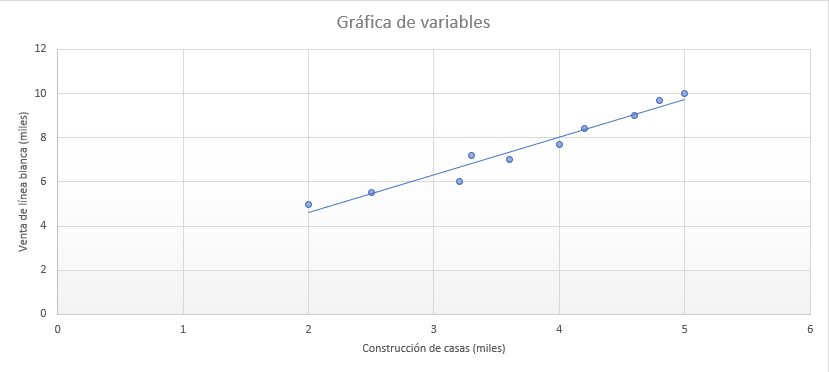 Gráfica de variables
12
10
8
6
4
2
0
Venta de línea blanca (miles)
0 1 2 3 4 5 6
Construcción de casas (miles)